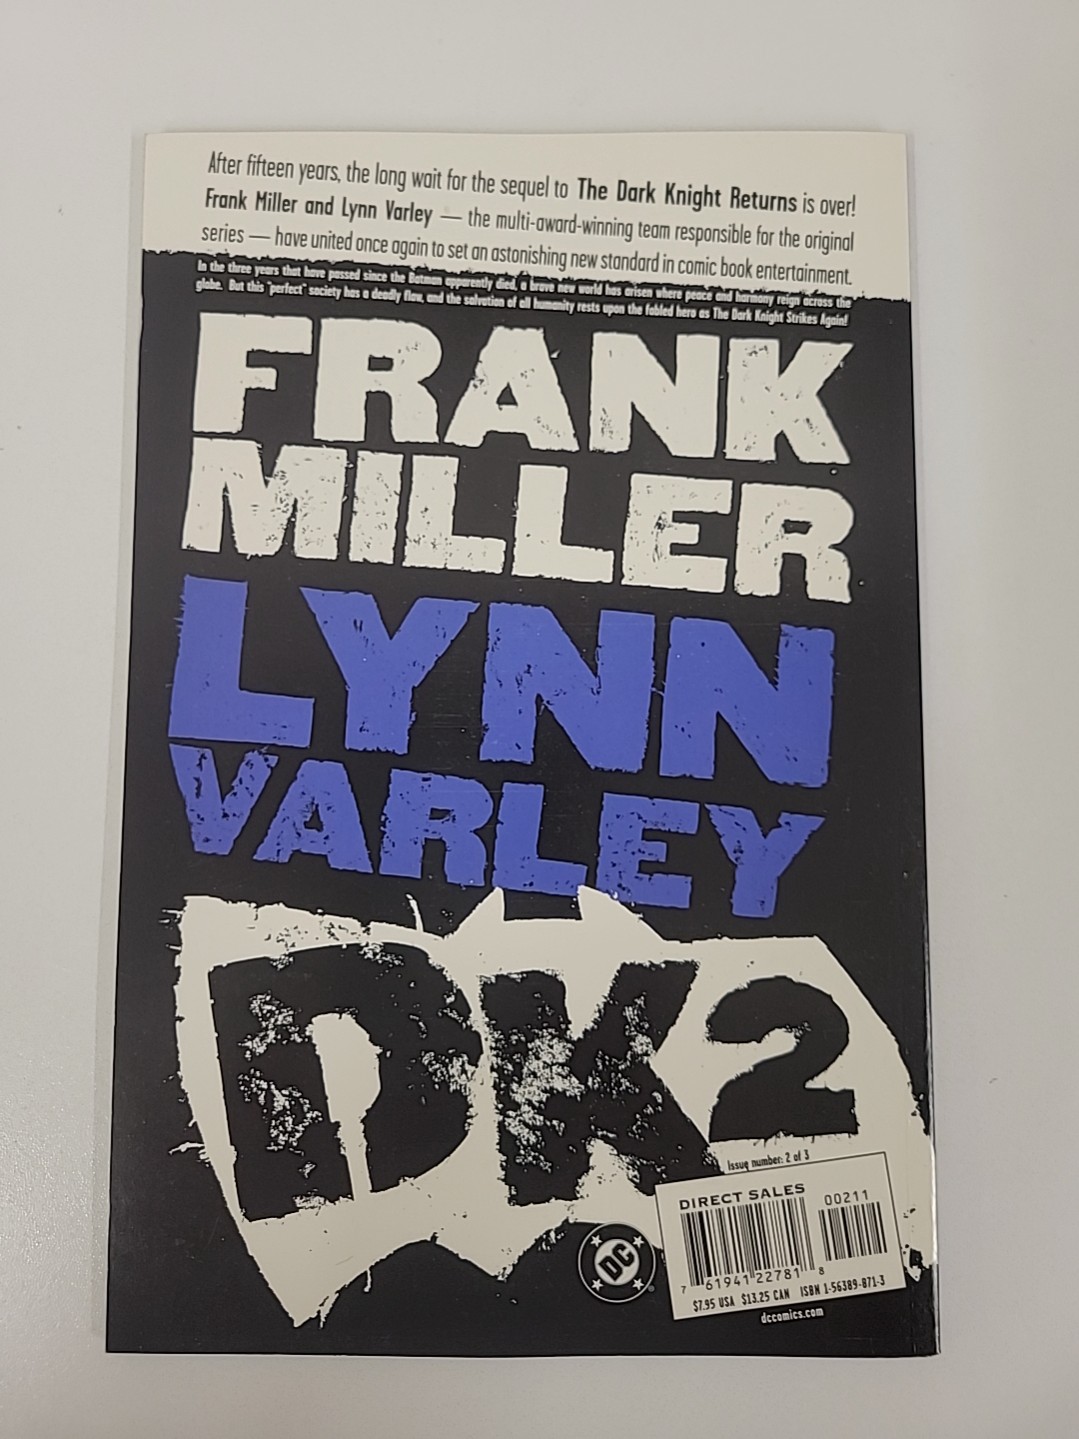 After fifteen years, the long wait for the sequel to The Dark Knight Returns is over!
Frank Miller and Lynn Varley — the multi-award-winning team responsible for the original
series — have united once again to set an astonishing new standard in comic book entertainment.
In the three years that have passed since the Batman apparently died, a brave new world has arisen where peace and harmony reign across the
globe. But this "perfect" society has a deadly flaw, and the salvation of all humanity rests upon the fabled hero as The Dark Knight Strikes Again!
FRANK
MILLER
LYNN
VARLEY
DK2
Issue number: 2 of 3
DIRECT SALES
00211
7 61941 22781 8
$7.95 USA $13.25 CAN ISBN 1-56389-871-3
DC
dccomics.com